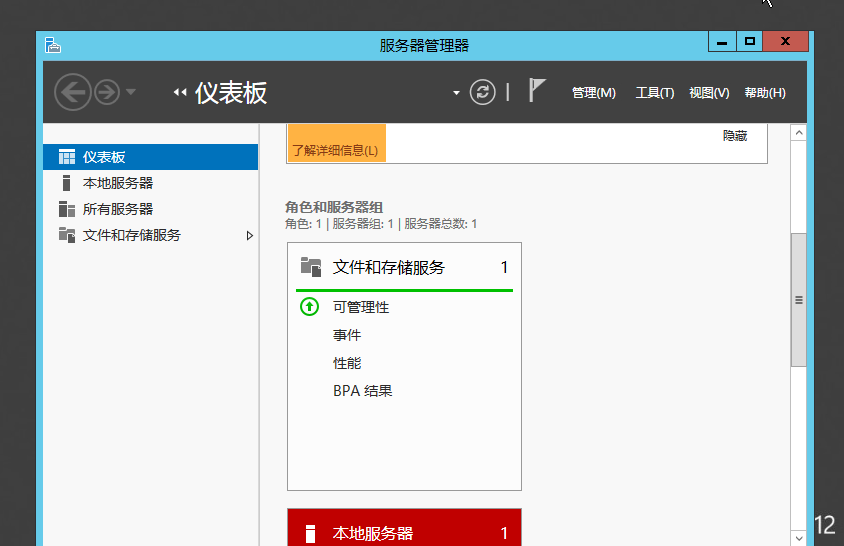 服务器管理器
仪表板
管理(M) 工具(T) 视图(V) 帮助(H)
仪表板
本地服务器
所有服务器
文件和存储服务
了解详细信息(L)
隐藏
角色和服务器组
角色: 1 | 服务器组: 1 | 服务器总数: 1
文件和存储服务 1
可管理性
事件
性能
BPA 结果
本地服务器 1
12